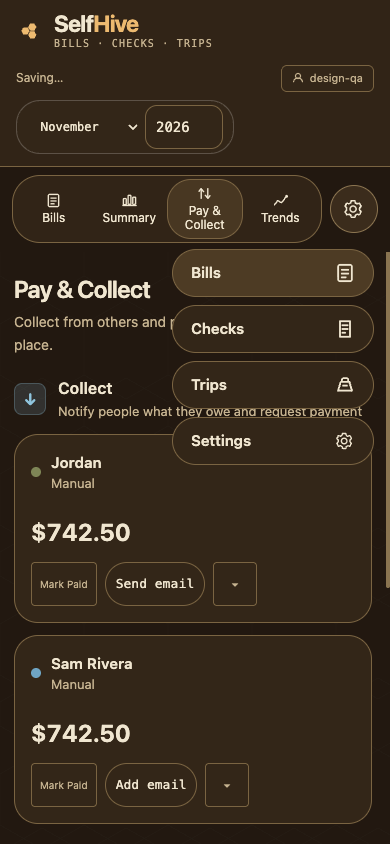 SelfHive
BILLS · CHECKS · TRIPS
Saving…
design-qa
November
2026
Bills
Summary
Pay &
Collect
Trends
Bills
Checks
Trips
Settings
Pay & Collect
Collect from others and
place.
Collect
Notify people what they owe and request payment
Jordan
Manual
$742.50
Mark Paid
Send email
Sam Rivera
Manual
$742.50
Mark Paid
Add email